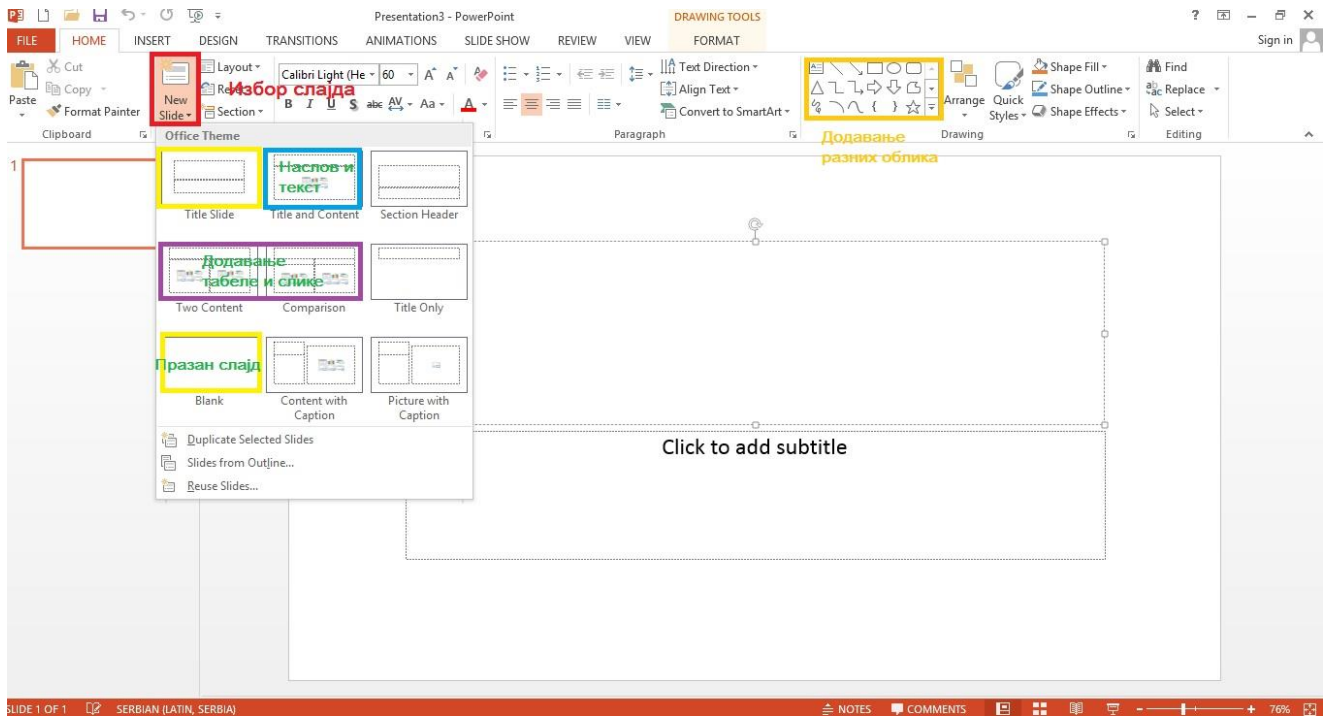 Presentation3 - PowerPoint
DRAWING TOOLS
FILE HOME INSERT DESIGN TRANSITIONS ANIMATIONS SLIDE SHOW REVIEW VIEW FORMAT Sign in
Paste
Cut
Copy
Format Painter
Clipboard
New
Slide
Layout
Section
Избор слајда
Calibri Light (He 60
B I U S abc AV Aa A
Paragraph
Text Direction
Align Text
Convert to SmartArt
Arrange
Quick
Styles
Shape Fill
Shape Outline
Shape Effects
Drawing
Find
Replace
Select
Editing
Додавање
разних облика
Office Theme
Наслов и
текст
Title Slide Title and Content Section Header
Додавање
табеле и слике
Two Content Comparison Title Only
Празан слајд
Blank Content with Picture with
Caption Caption
Duplicate Selected Slides
Slides from Outline...
Reuse Slides...
1
Click to add subtitle
SLIDE 1 OF 1 SERBIAN (LATIN, SERBIA) NOTES COMMENTS 76%